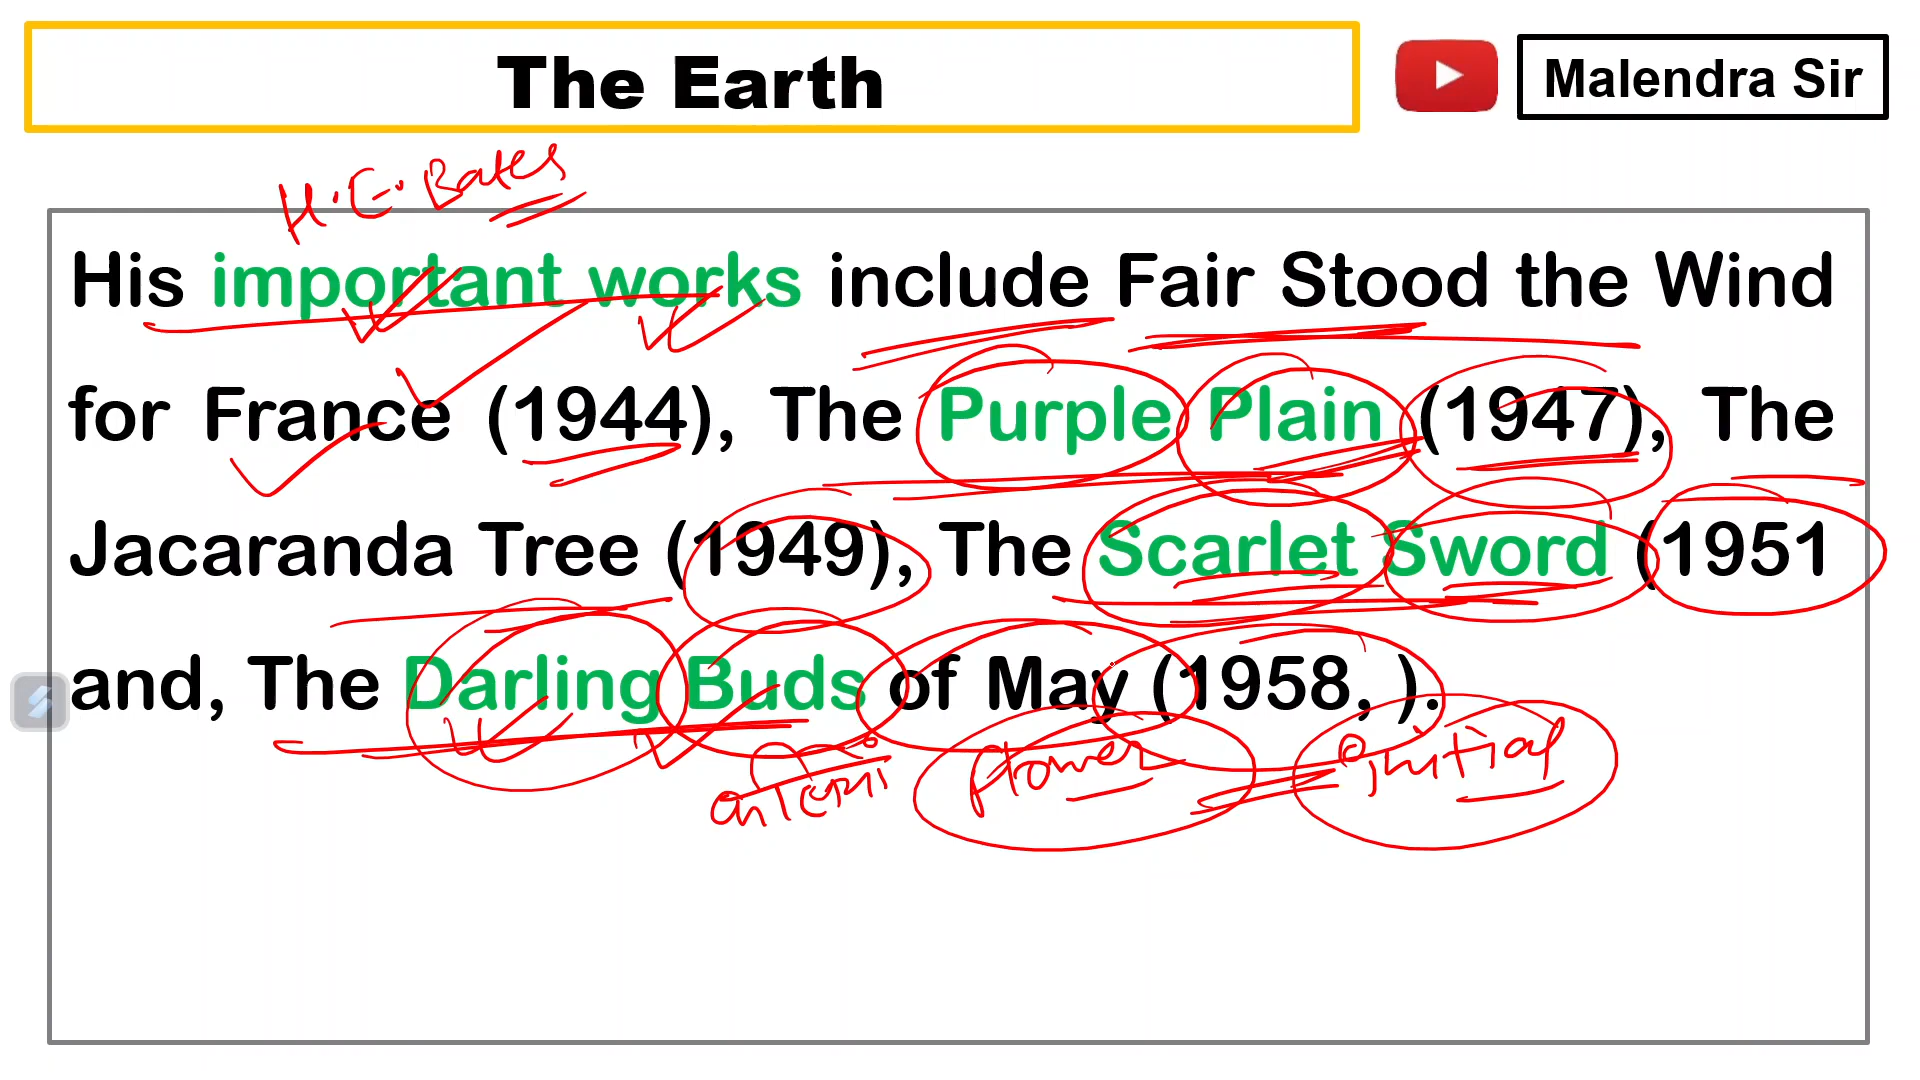 The Earth
Malendra Sir
H.E. Bates
His important works include Fair Stood the Wind
for France (1944), The Purple Plain (1947), The
Jacaranda Tree (1949), The Scarlet Sword (1951
and, The Darling Buds of May (1958, ).
flower
initial